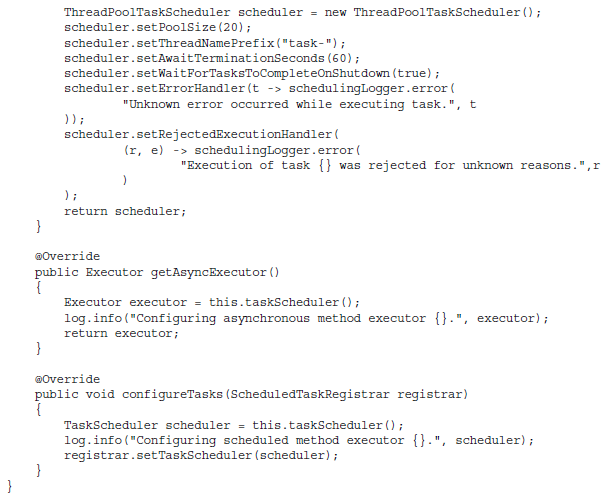 ThreadPoolTaskScheduler scheduler = new ThreadPoolTaskScheduler();
scheduler.setPoolSize(20);
scheduler.setThreadNamePrefix("task-");
scheduler.setAwaitTerminationSeconds(60);
scheduler.setWaitForTasksToCompleteOnShutdown(true);
scheduler.setErrorHandler(t -> schedulingLogger.error(
"Unknown error occurred while executing task.", t
));
scheduler.setRejectedExecutionHandler(
(r, e) -> schedulingLogger.error(
"Execution of task {} was rejected for unknown reasons.",r
)
);
return scheduler;
}
@Override
public Executor getAsyncExecutor()
{
Executor executor = this.taskScheduler();
log.info("Configuring asynchronous method executor {}.", executor);
return executor;
}
@Override
public void configureTasks(ScheduledTaskRegistrar registrar)
{
TaskScheduler scheduler = this.taskScheduler();
log.info("Configuring scheduled method executor {}.", scheduler);
registrar.setTaskScheduler(scheduler);
}
}